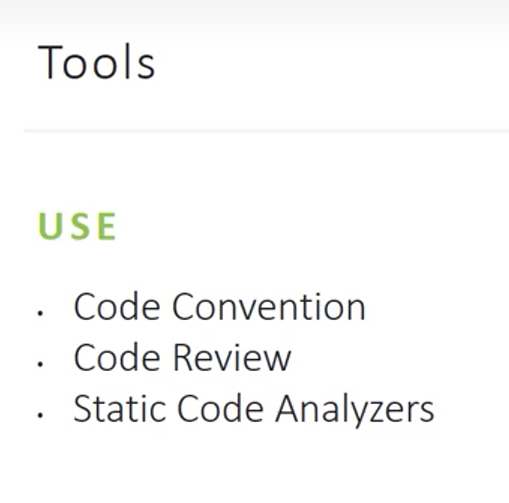 Tools
USE
· Code Convention
· Code Review
· Static Code Analyzers